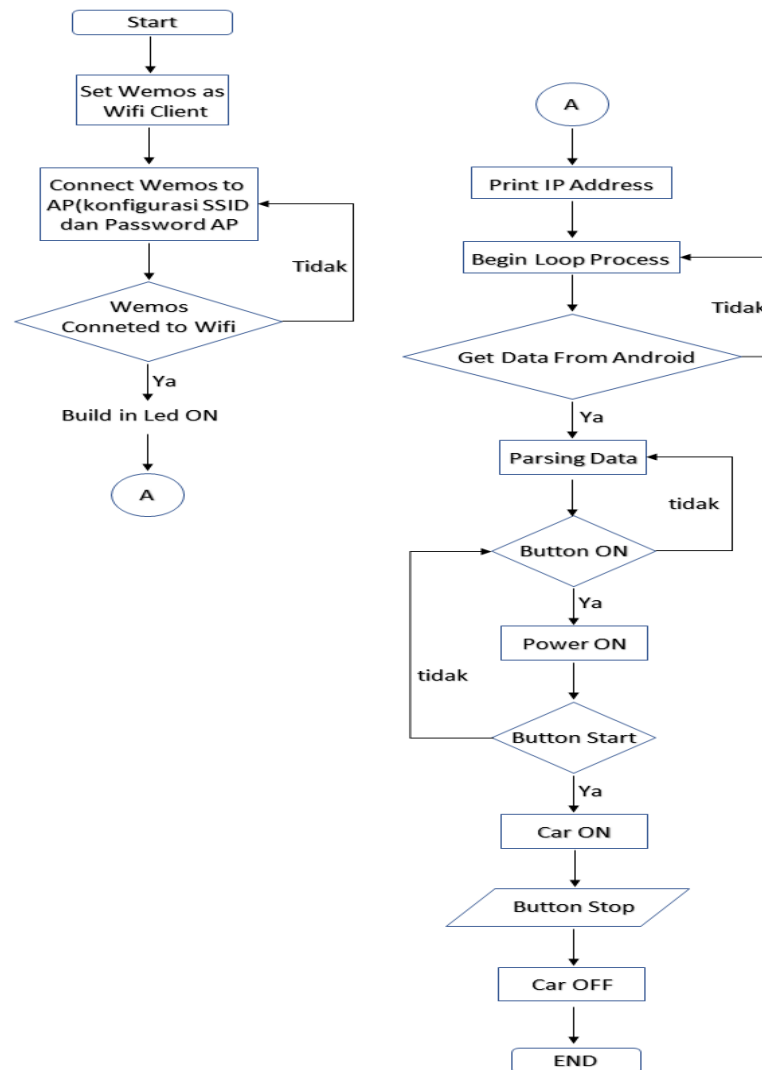 Start
Set Wemos as
Wifi Client
Connect Wemos to
AP(konfigurasi SSID
dan Password AP
Tidak
Wemos
Conneted to Wifi
Ya
Build in Led ON
A
A
Print IP Address
Begin Loop Process
Tidak
Get Data From Android
Ya
Parsing Data
tidak
Button ON
Ya
Power ON
tidak
Button Start
Ya
Car ON
Button Stop
Car OFF
END